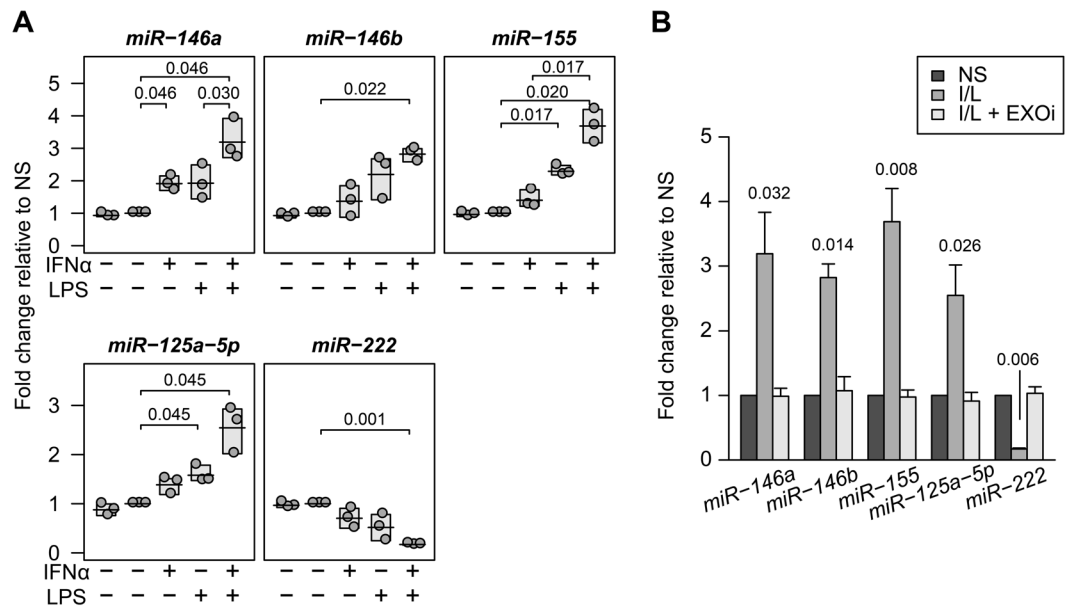 A
miR−146a
miR−146b
miR−155
Fold change relative to NS
5
4
3
2
1
0
0.046
0.046
0.030
0.022
0.017
0.020
0.017
IFNα − − + − +
− − + − +
− − + − +
LPS − − − + +
− − − + +
− − − + +
miR−125a−5p
miR−222
3
2
1
0
0.045
0.045
0.001
IFNα − − + − +
− − + − +
LPS − − − + +
− − − + +
B
NS
I/L
I/L + EXOi
Fold change relative to NS
5
4
3
2
1
0
0.032
0.014
0.008
0.026
0.006
miR−146a
miR−146b
miR−155
miR−125a−5p
miR−222